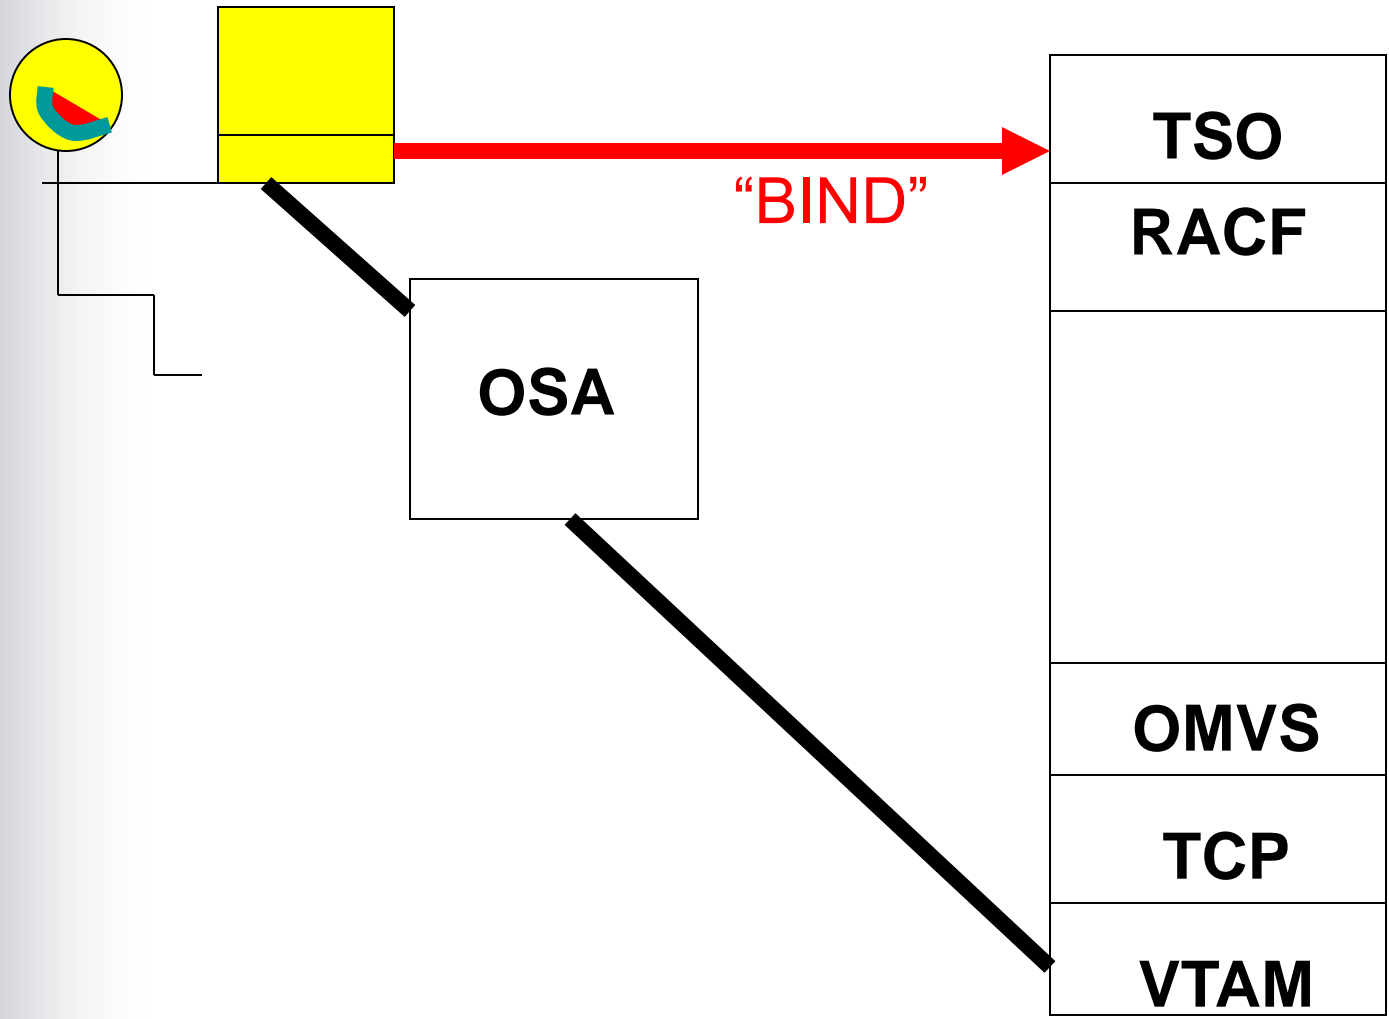 TSO
“BIND”
RACF
OSA
OMVS
TCP
VTAM